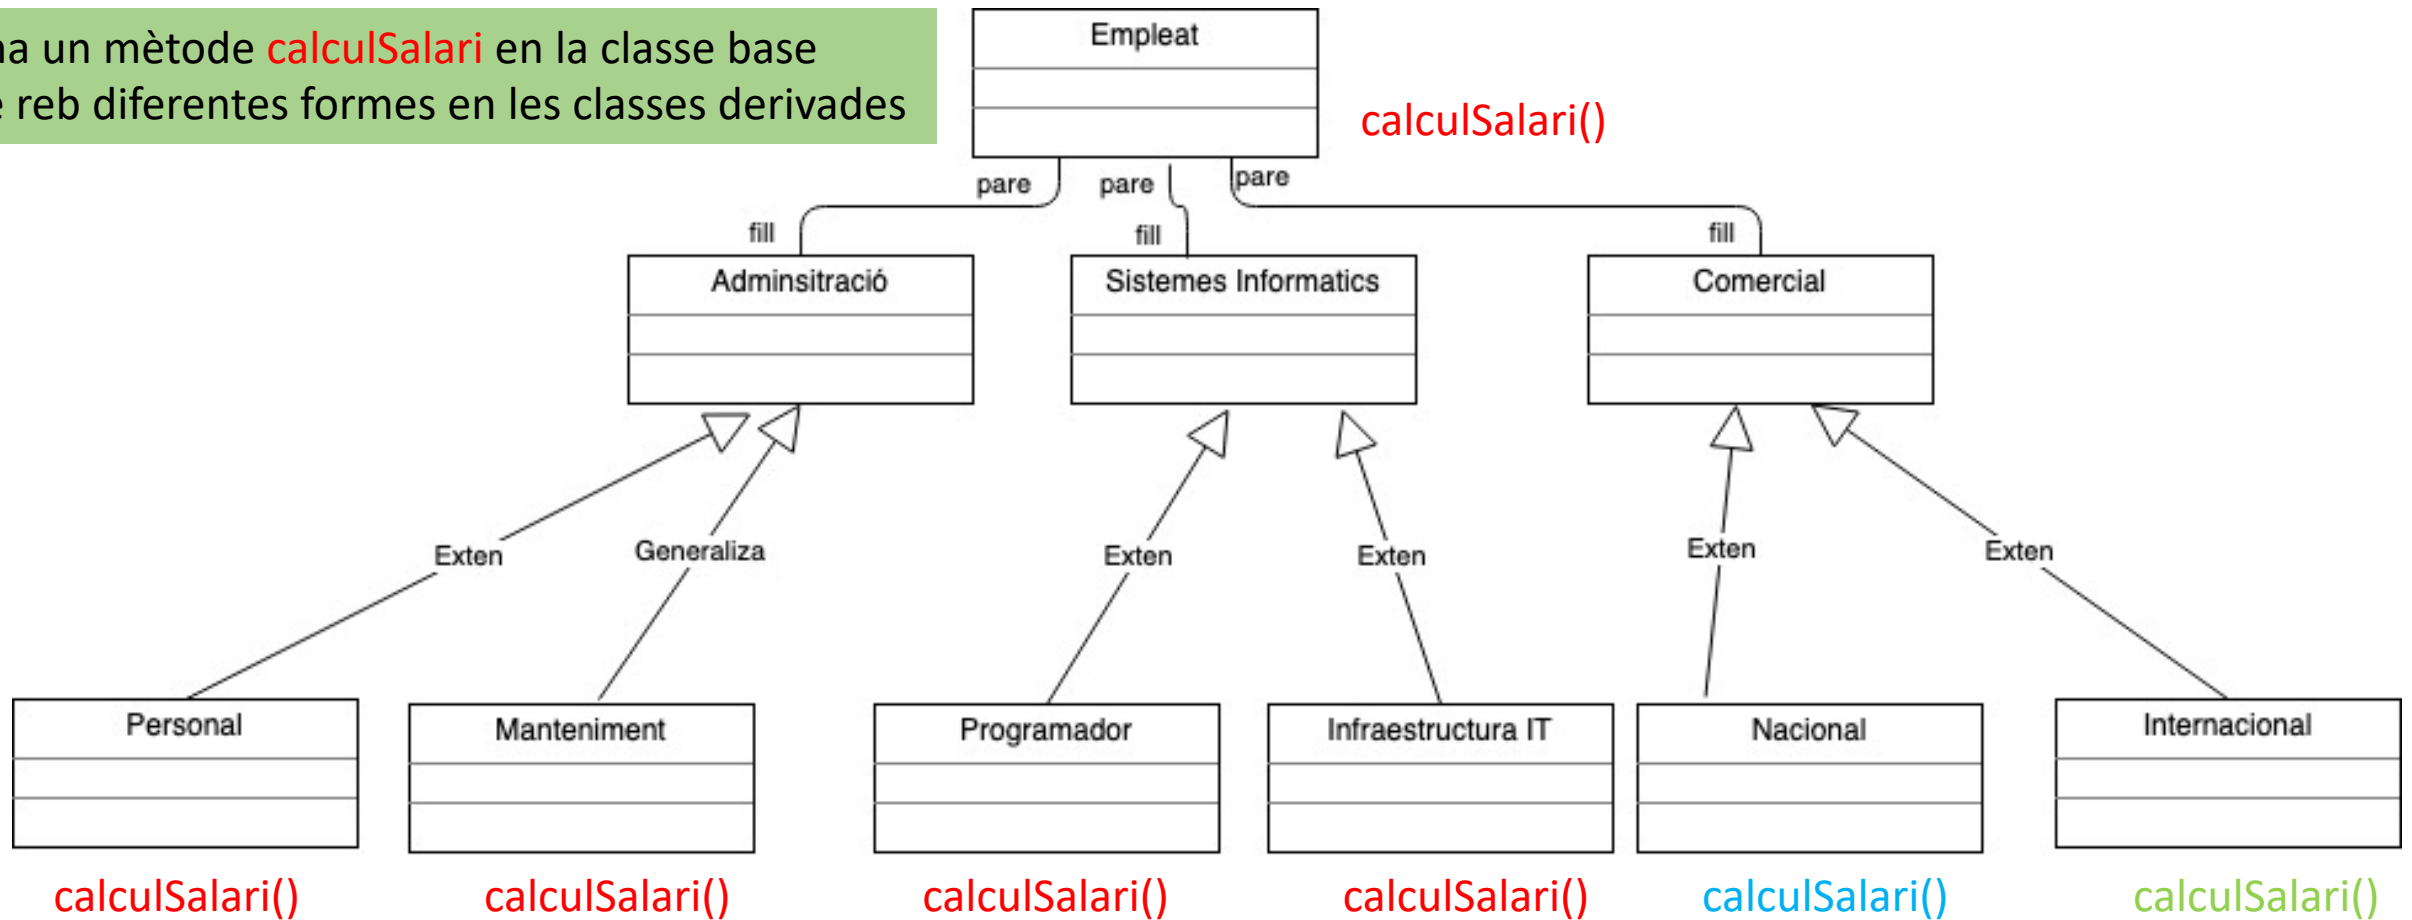 na un mètode calculSalari en la classe base
e reb diferentes formes en les classes derivades
Empleat
calculSalari()
pare
pare
pare
fill
fill
fill
Adminsitració
Sistemes Informatics
Comercial
Exten
Generaliza
Exten
Exten
Exten
Exten
Personal
Manteniment
Programador
Infraestructura IT
Nacional
Internacional
calculSalari()
calculSalari()
calculSalari()
calculSalari()
calculSalari()
calculSalari()